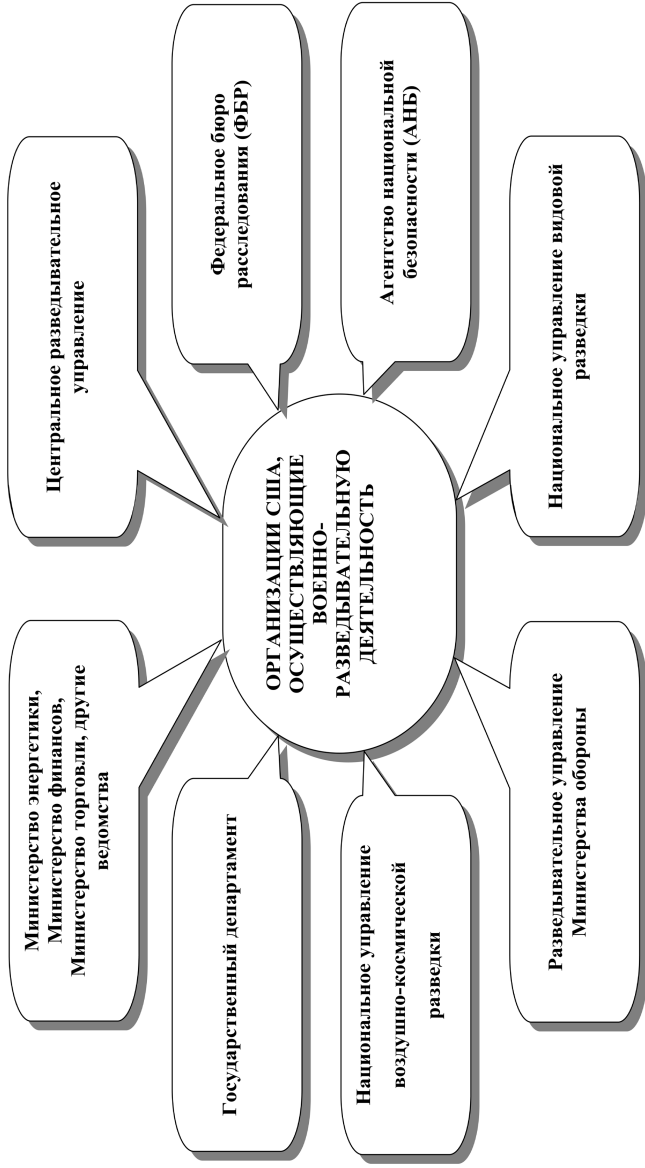 Министерство энергетики,
Министерство финансов,
Министерство торговли, другие
ведомства
Центральное разведывательное
управление
Государственный департамент
Федеральное бюро
расследования (ФБР)
ОРГАНИЗАЦИИ США,
ОСУЩЕСТВЛЯЮЩИЕ
ВОЕННО-
РАЗВЕДЫВАТЕЛЬНУЮ
ДЕЯТЕЛЬНОСТЬ
Национальное управление
воздушно-космической
разведки
Агентство национальной
безопасности (АНБ)
Разведывательное управление
Министерства обороны
Национальное управление видовой
разведки